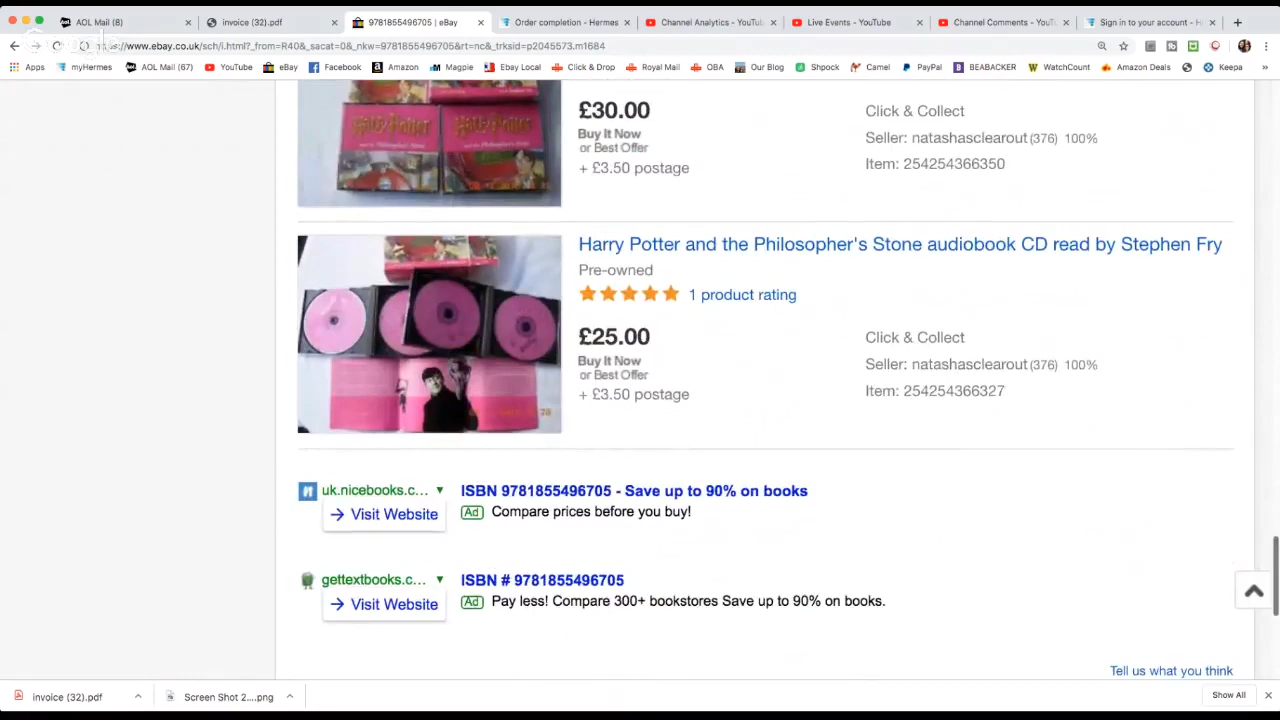 AOL Mail (8)
invoice (32).pdf
9781855496705 | eBay
Order completion - Hermes
Channel Analytics - YouTu
Live Events - YouTube
Channel Comments - YouTu
Sign in to your account - H
https://www.ebay.co.uk/sch/i.html?_from=R40&_sacat=0&_nkw=9781855496705&rt=nc&_trksid=p2045573.m1684
Apps myHermes AOL Mail (67) YouTube eBay Facebook Amazon Magpie Ebay Local Click & Drop Royal Mail OBA Our Blog Shpock Camel PayPal BEABACKER WatchCount Amazon Deals Keepa »
£30.00
Click & Collect
Buy It Now
Seller: natashasclearout (376) 100%
or Best Offer
+ £3.50 postage
Item: 254254366350
Harry Potter
Harry Potter
Harry Potter and the Philosopher's Stone audiobook CD read by Stephen Fry
Pre-owned
1 product rating
£25.00
Click & Collect
Buy It Now
Seller: natashasclearout (376) 100%
or Best Offer
+ £3.50 postage
Item: 254254366327
uk.nicebooks.c...
ISBN 9781855496705 - Save up to 90% on books
Visit Website
Ad Compare prices before you buy!
gettextbooks.c...
ISBN # 9781855496705
Visit Website
Ad Pay less! Compare 300+ bookstores Save up to 90% on books.
Tell us what you think
invoice (32).pdf
Screen Shot 2....png
Show All